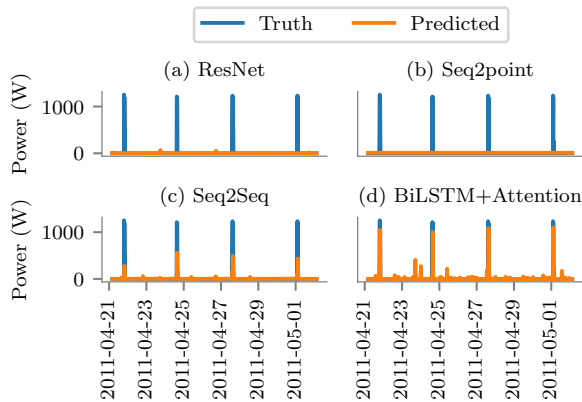 Truth Predicted
(a) ResNet (b) Seq2point
Power (W)
1000
0
(c) Seq2Seq (d) BiLSTM+Attention
Power (W)
1000
0
2011-04-21 2011-04-23 2011-04-25 2011-04-27 2011-04-29 2011-05-01 2011-04-21 2011-04-23 2011-04-25 2011-04-27 2011-04-29 2011-05-01